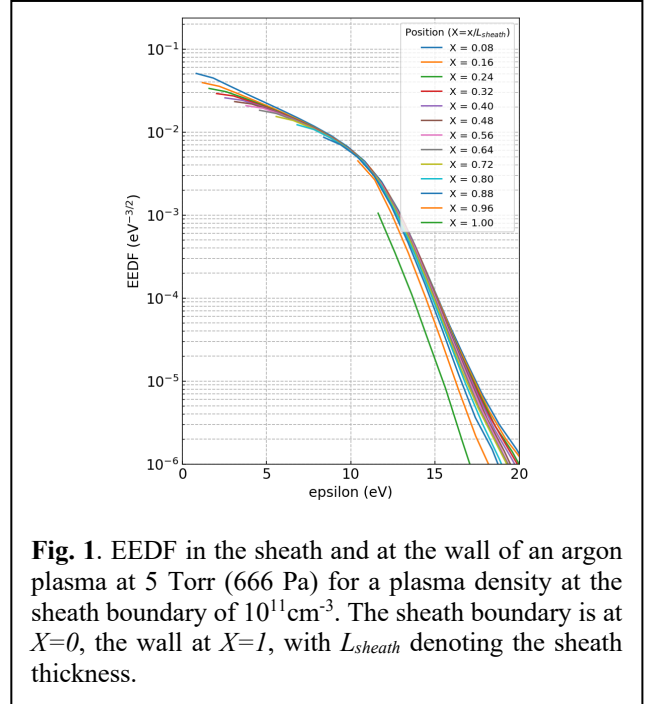 Position (X=x/Lsheath)
X = 0.08
X = 0.16
X = 0.24
X = 0.32
X = 0.40
X = 0.48
X = 0.56
X = 0.64
X = 0.72
X = 0.80
X = 0.88
X = 0.96
X = 1.00
10⁻¹
10⁻²
10⁻³
10⁻⁴
10⁻⁵
10⁻⁶
EEDF (eV⁻³ᐟ²)
0 5 10 15 20
epsilon (eV)
Fig. 1. EEDF in the sheath and at the wall of an argon
plasma at 5 Torr (666 Pa) for a plasma density at the
sheath boundary of 10¹¹cm⁻³. The sheath boundary is at
X=0, the wall at X=1, with Lsheath denoting the sheath
thickness.